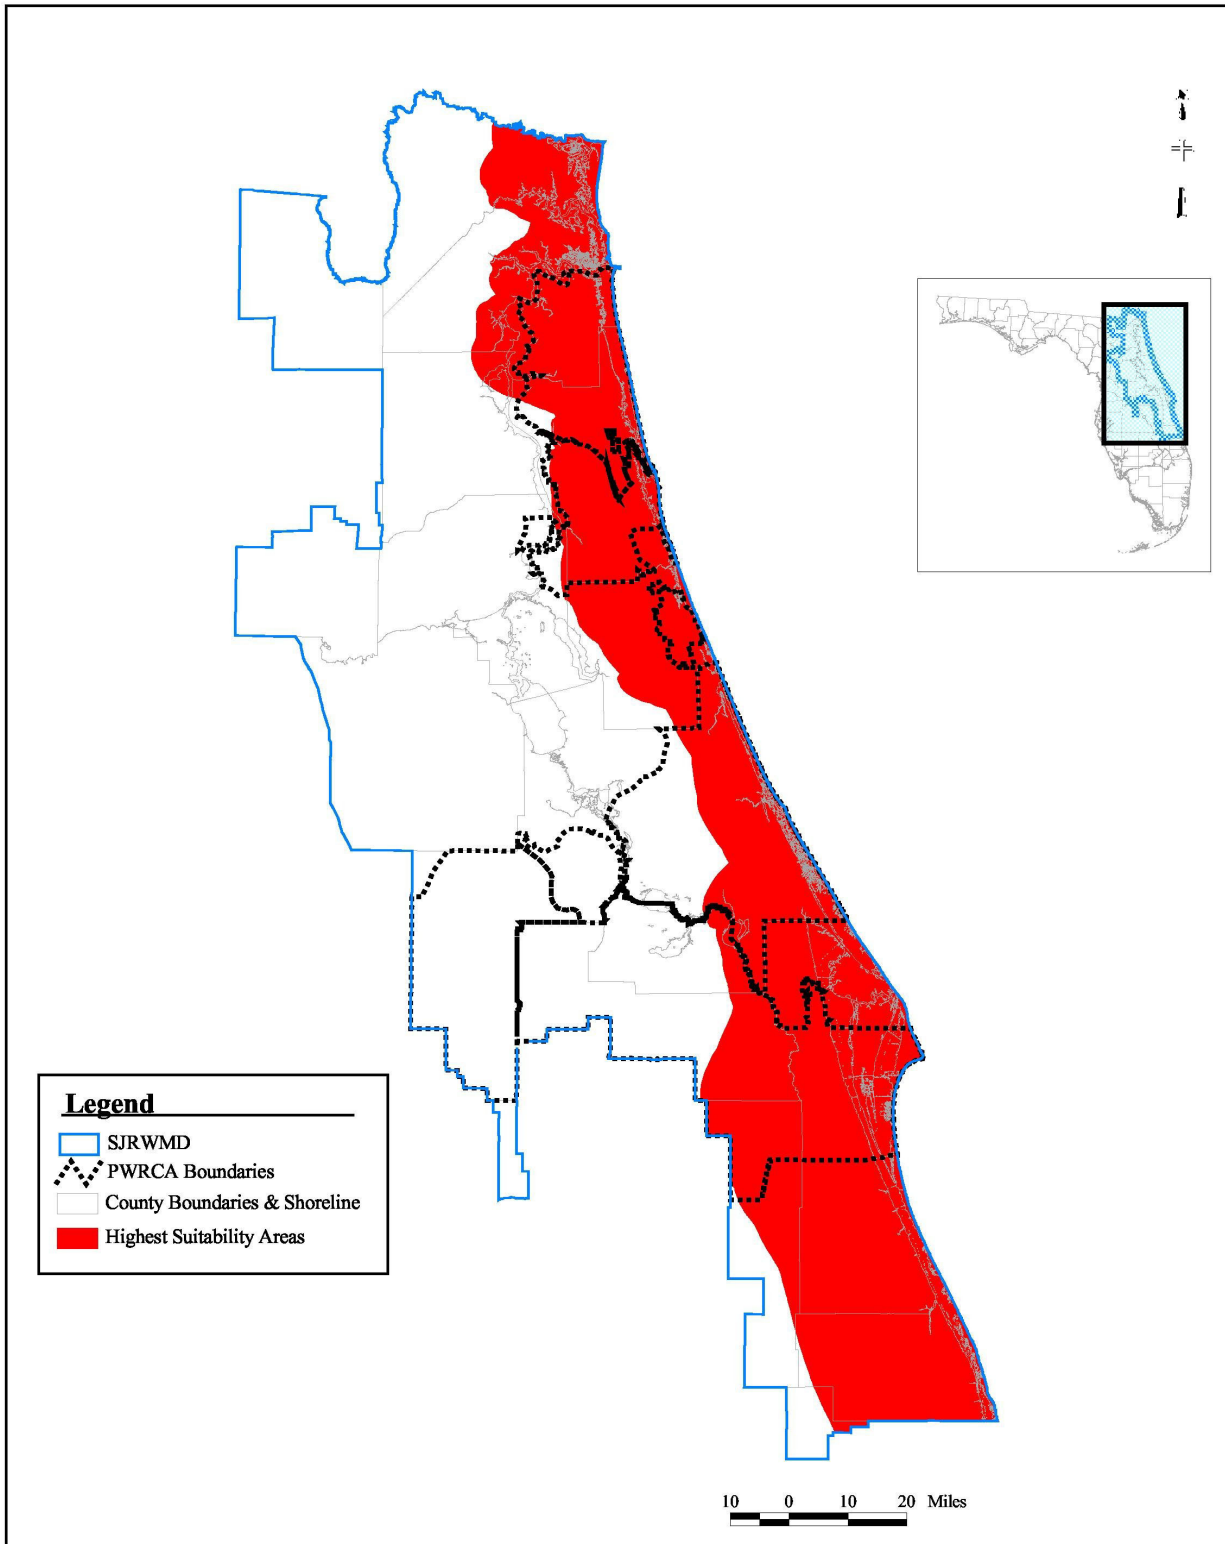 Legend
SJRWMD
PWRCA Boundaries
County Boundaries & Shoreline
Highest Suitability Areas
10 0 10 20 Miles